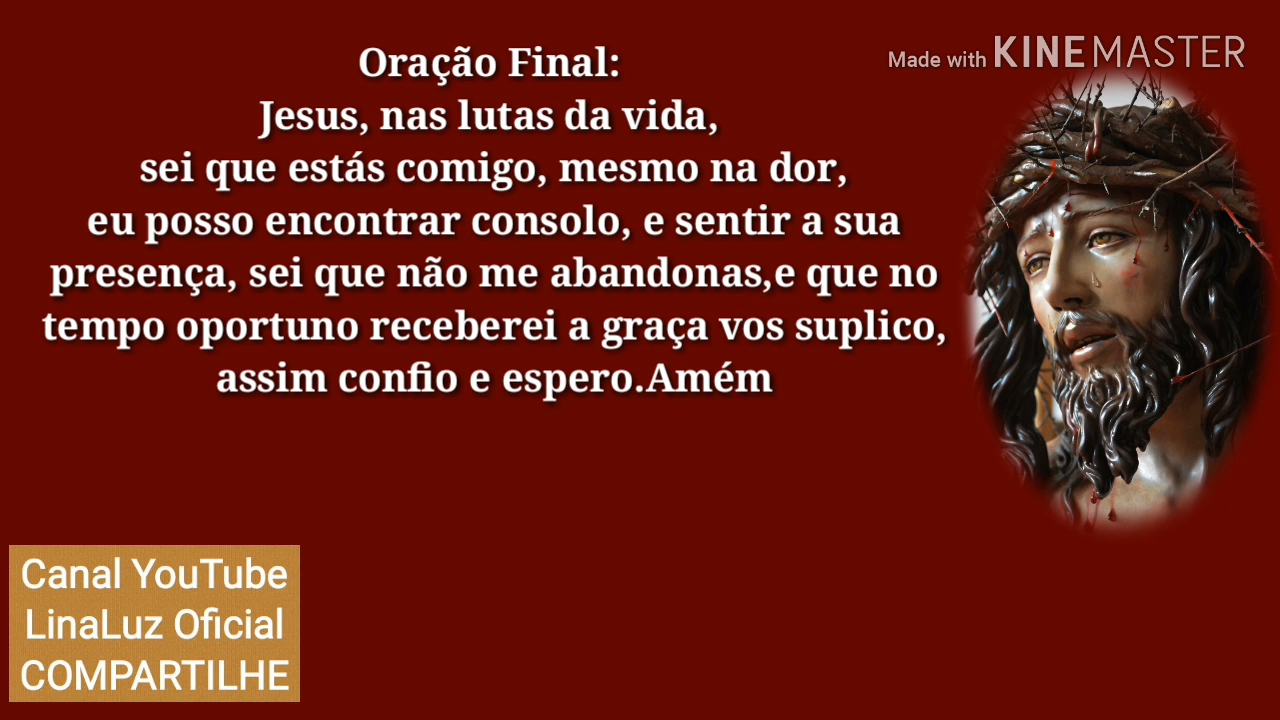 Made with KINEMASTER
Oração Final:
Jesus, nas lutas da vida,
sei que estás comigo, mesmo na dor,
eu posso encontrar consolo, e sentir a sua
presença, sei que não me abandonas,e que no
tempo oportuno receberei a graça vos suplico,
assim confio e espero.Amém
Canal YouTube
LinaLuz Oficial
COMPARTILHE